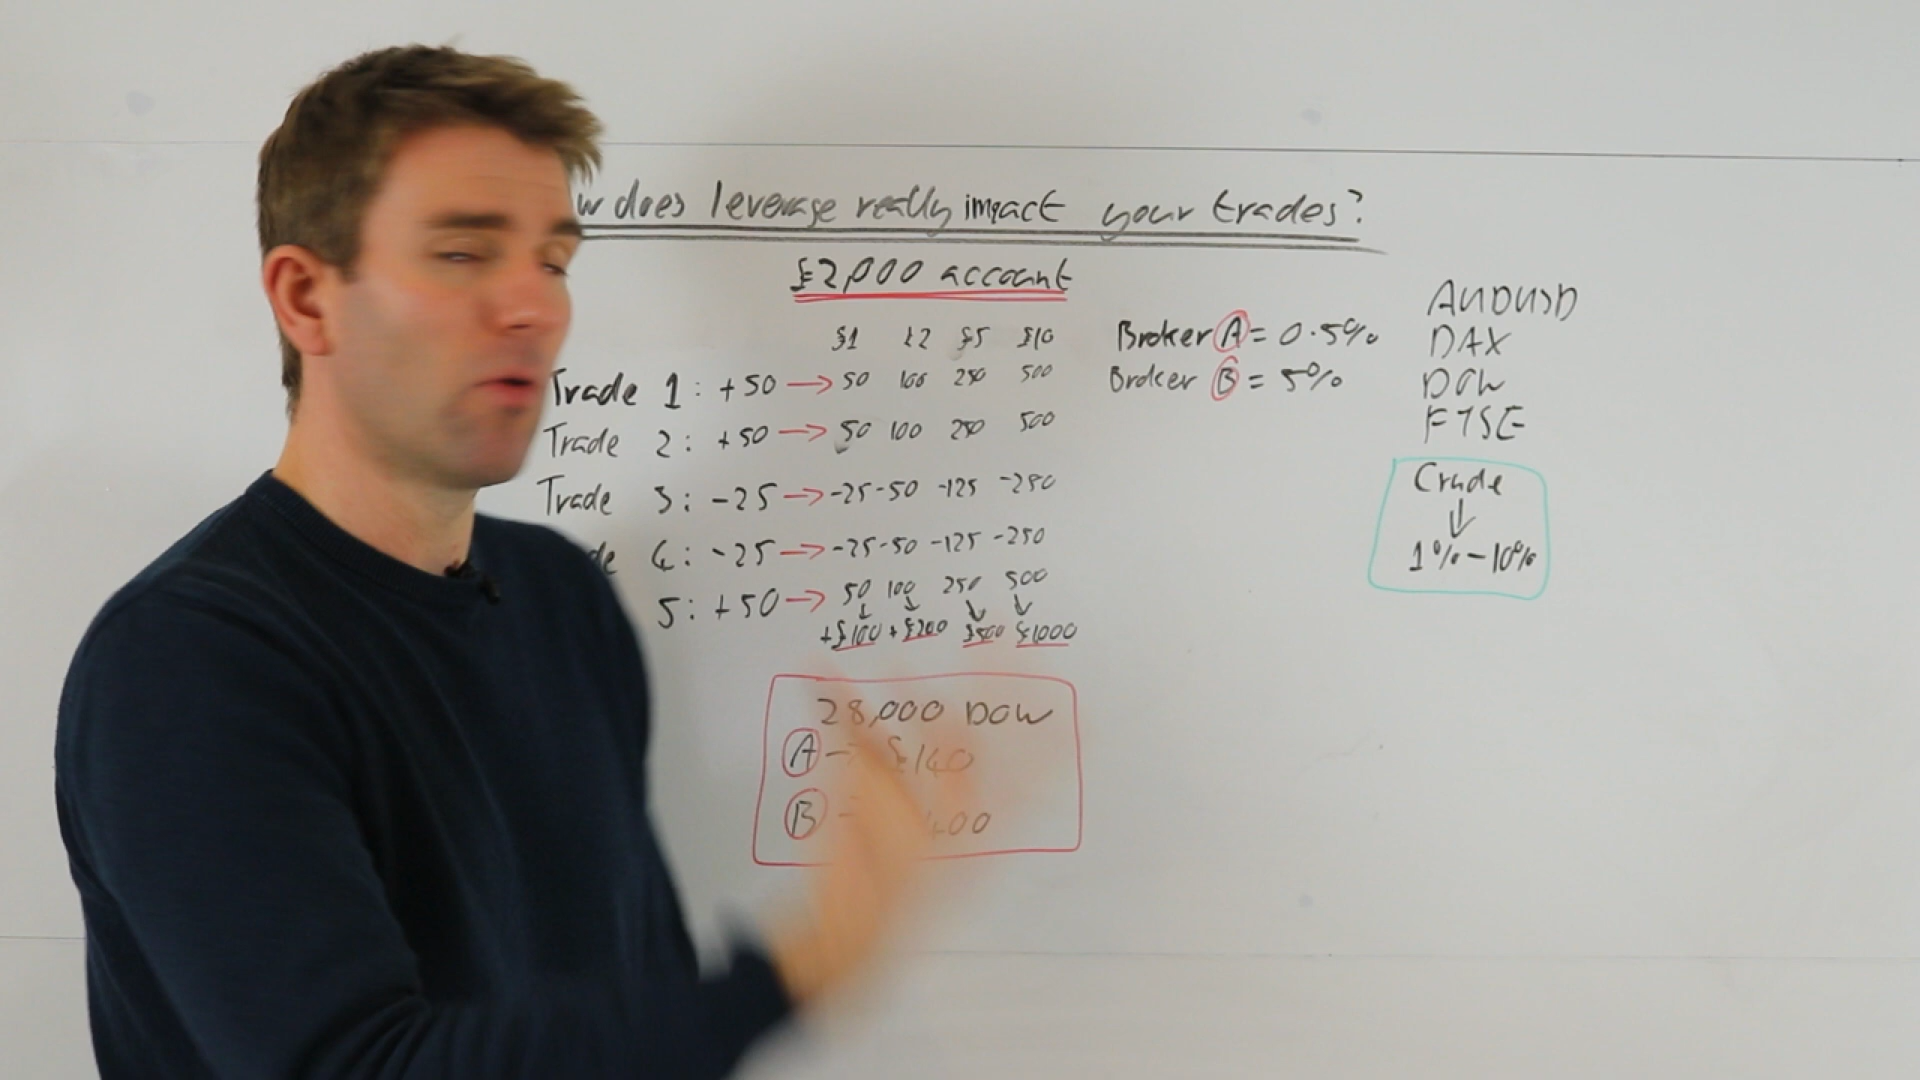 does leverage really impact your trades?
£2,000 account
£1 £2 £5 £10
Trade 1: +50 → 50 100 250 500
Trade 2: +50 → 50 100 250 500
Trade 3: -25 → -25 -50 -125 -250
4: -25 → -25 -50 -125 -250
5: +50 → 50 100 250 500
+£100 +£200 £500 £1000
28,000 DOW
A → £140
B
Broker A = 0.5%
Broker B = 5%
AUDUSD
DAX
DOW
FTSE
Crude
↓
1% - 10%